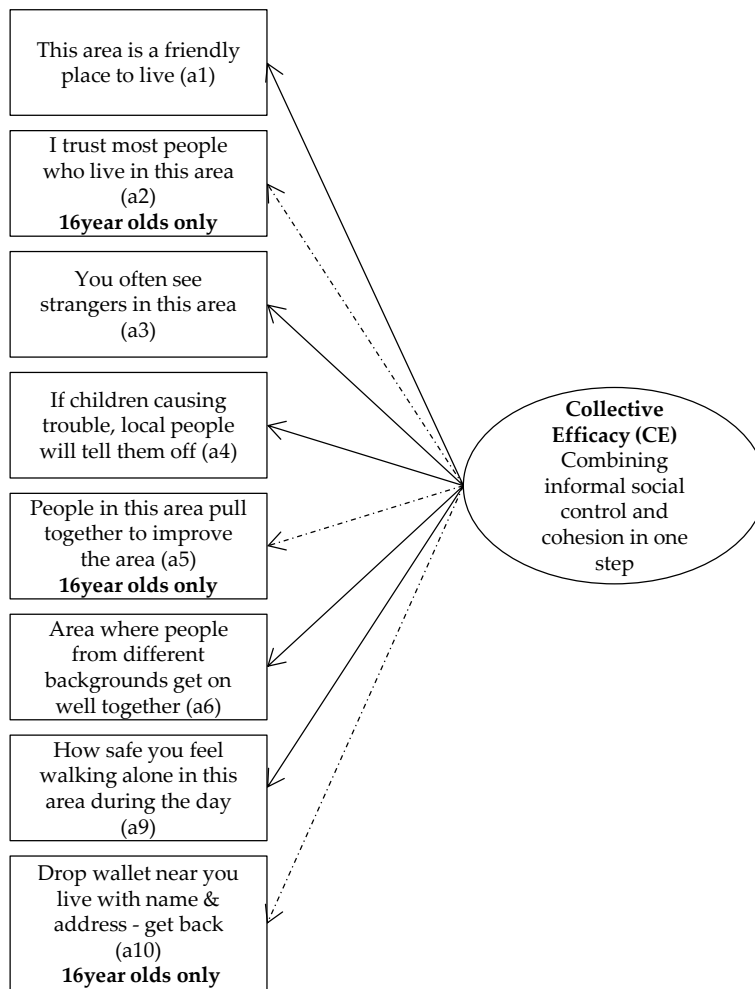 This area is a friendly
place to live (a1)
I trust most people
who live in this area
(a2)
16year olds only
You often see
strangers in this area
(a3)
If children causing
trouble, local people
will tell them off (a4)
People in this area pull
together to improve
the area (a5)
16year olds only
Area where people
from different
backgrounds get on
well together (a6)
How safe you feel
walking alone in this
area during the day
(a9)
Drop wallet near you
live with name &
address - get back
(a10)
16year olds only
Collective
Efficacy (CE)
Combining
informal social
control and
cohesion in one
step